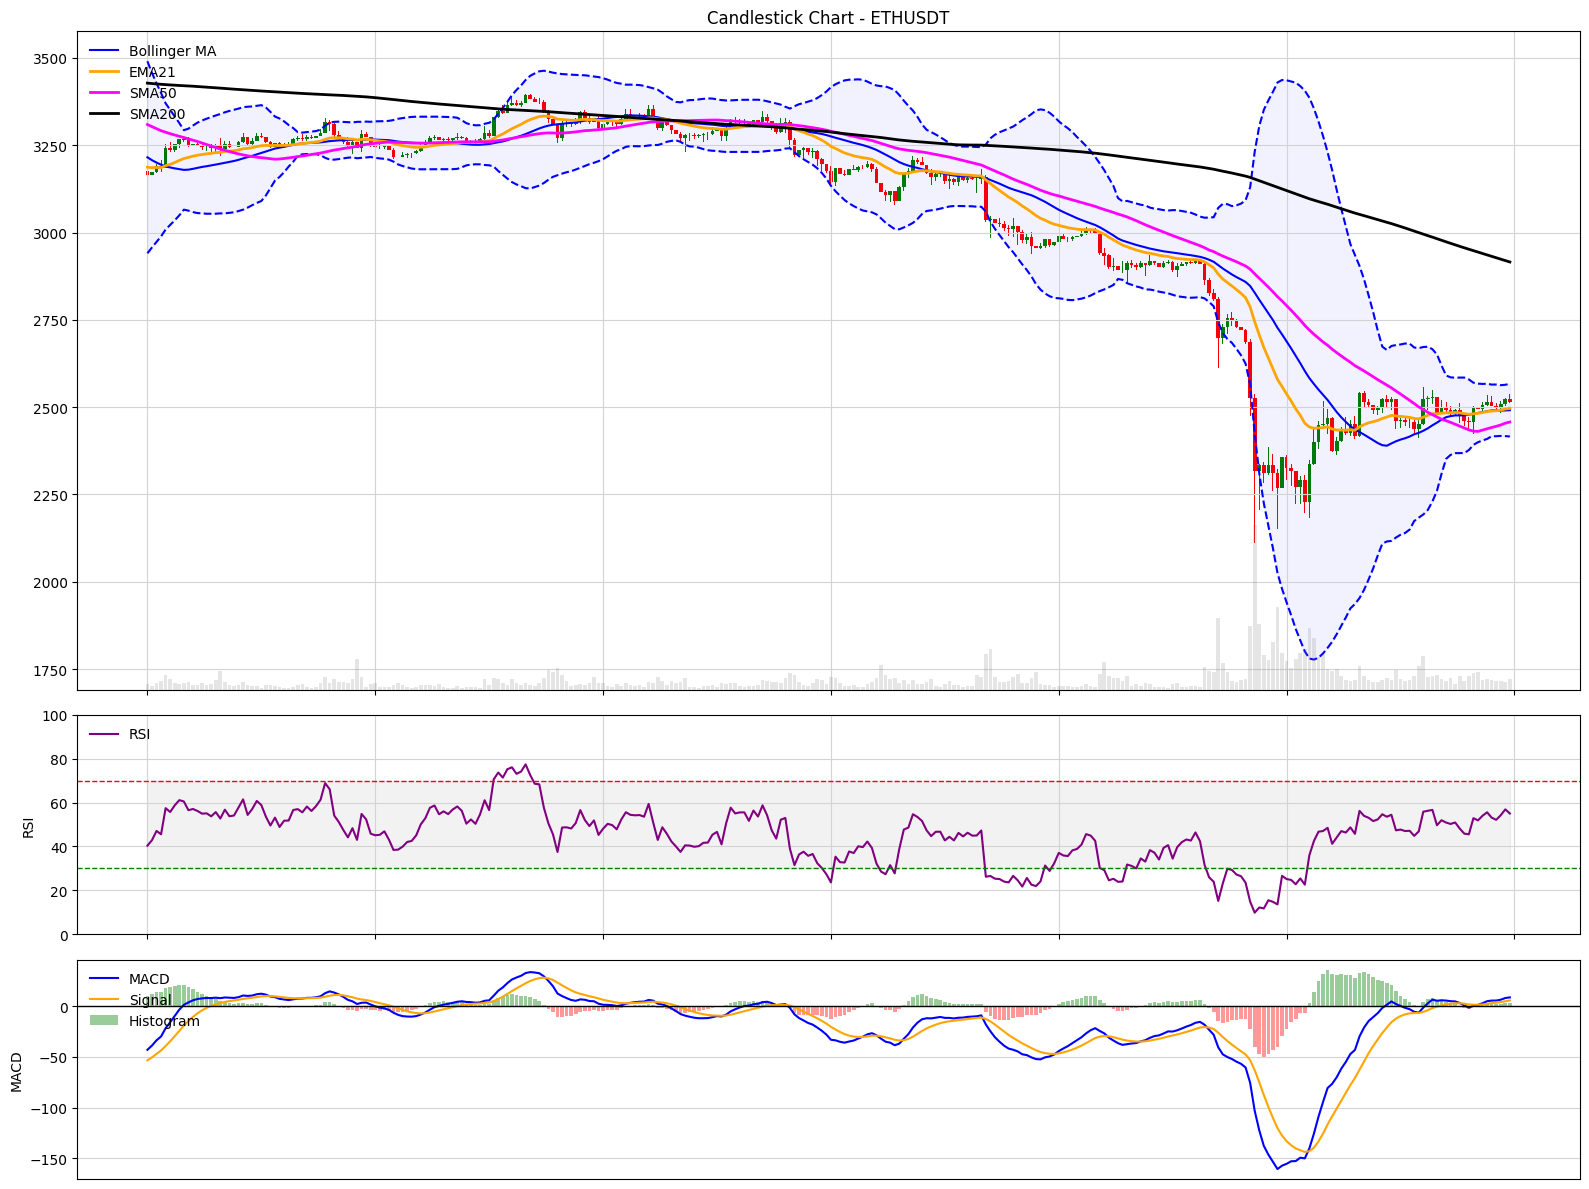 Candlestick Chart - ETHUSDT
Bollinger MA
EMA21
SMA50
SMA200
3500
3250
3000
2750
2500
2250
2000
1750
RSI
RSI
100
80
60
40
20
0
MACD
Signal
Histogram
MACD
0
−50
−100
−150